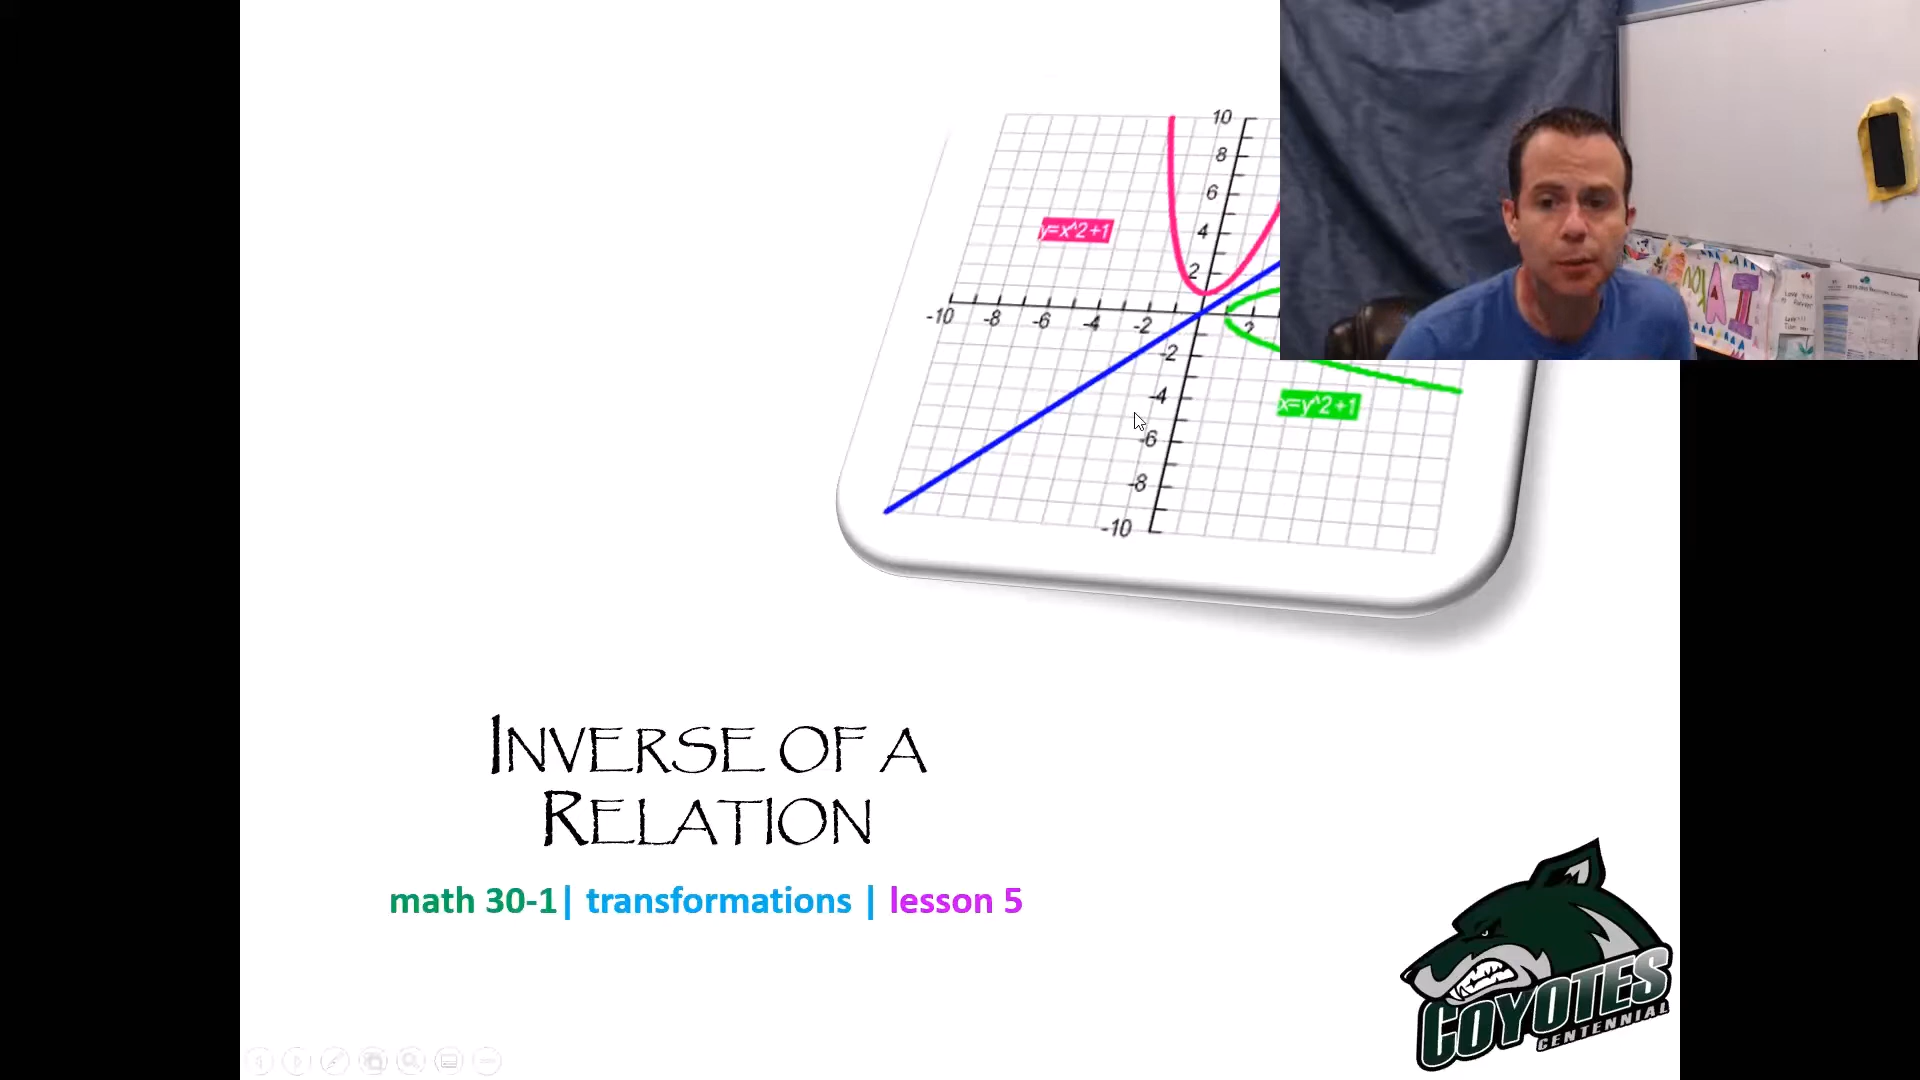 10
8
6
4
2
y=x^2+1
-10 -8 -6 -4 -2 2
-2
-4
x=y^2+1
-6
-8
-10
INVERSE OF A
RELATION
math 30-1| transformations | lesson 5
COYOTES
CENTENNIAL